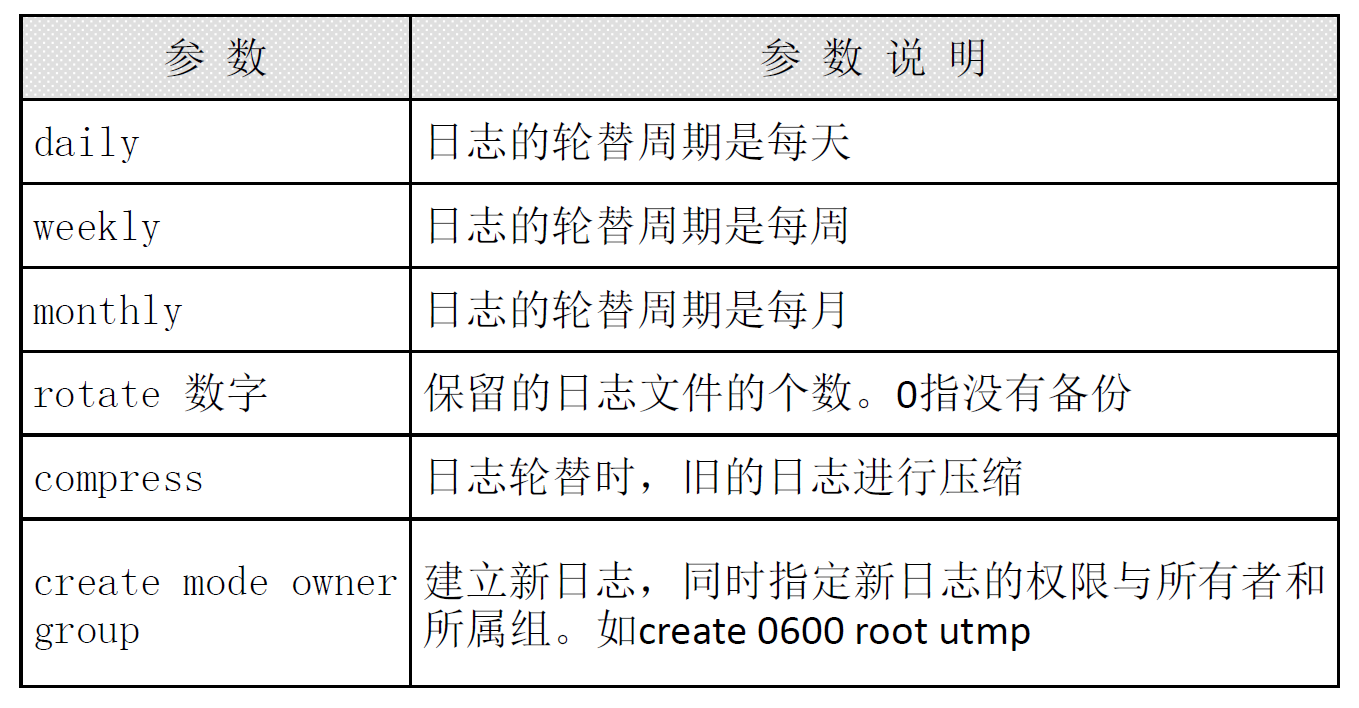 参 数 参 数 说 明
daily 日志的轮替周期是每天
weekly 日志的轮替周期是每周
monthly 日志的轮替周期是每月
rotate 数字 保留的日志文件的个数。0指没有备份
compress 日志轮替时，旧的日志进行压缩
create mode owner
group
建立新日志，同时指定新日志的权限与所有者和
所属组。如create 0600 root utmp